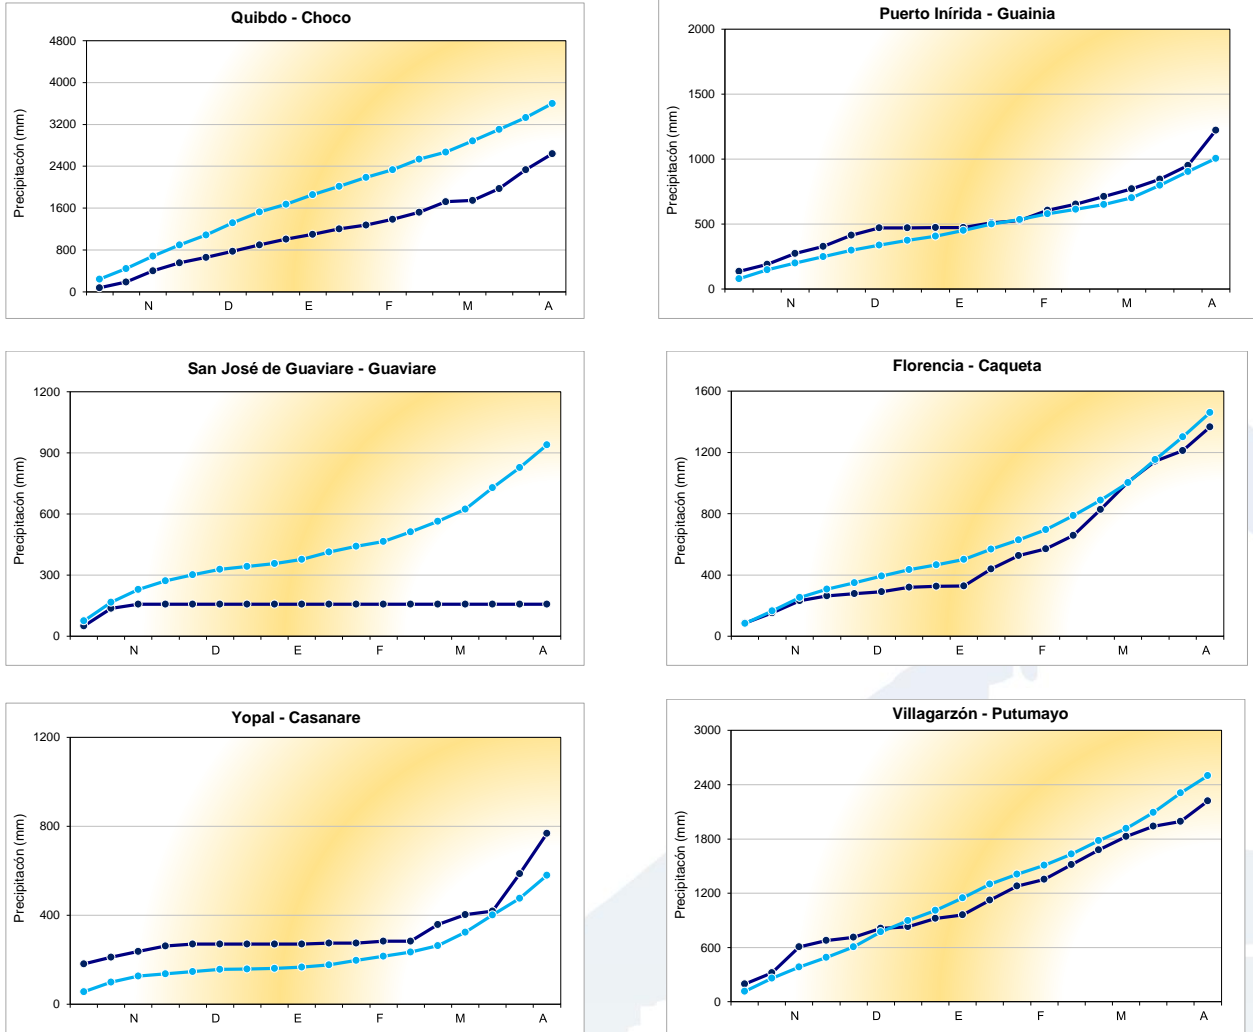 Quibdo - Choco
Precipitacón (mm)
4800
4000
3200
2400
1600
800
0
N D E F M A
Puerto Inírida - Guainia
Precipitacón (mm)
2000
1500
1000
500
0
N D E F M A
San José de Guaviare - Guaviare
Precipitacón (mm)
1200
900
600
300
0
N D E F M A
Florencia - Caqueta
Precipitacón (mm)
1600
1200
800
400
0
N D E F M A
Yopal - Casanare
Precipitacón (mm)
1200
800
400
0
N D E F M A
Villagarzón - Putumayo
Precipitacón (mm)
3000
2400
1800
1200
600
0
N D E F M A